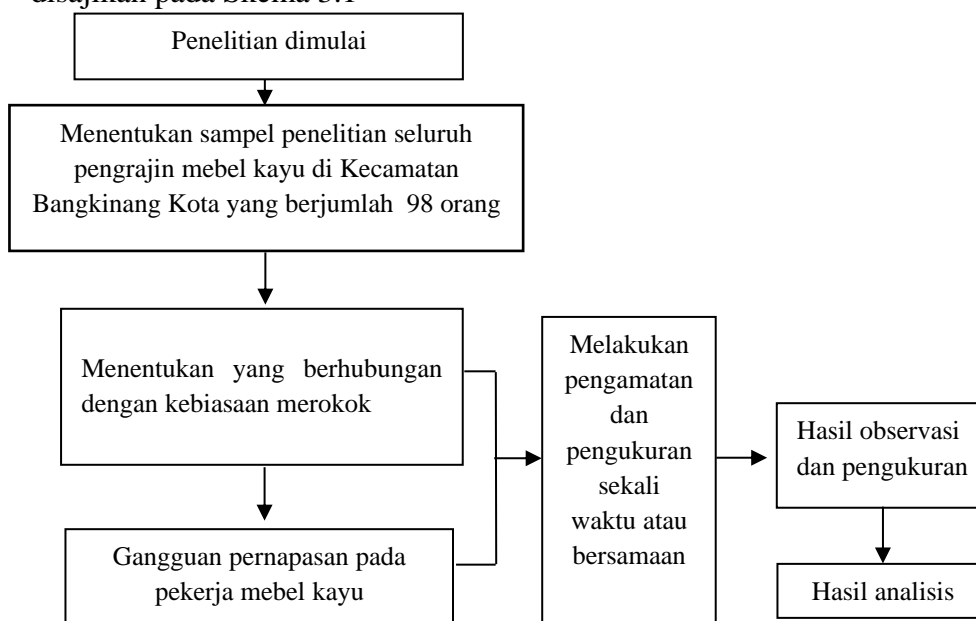 disajikan pada Skema 3.1
Penelitian dimulai
Menentukan sampel penelitian seluruh
pengrajin mebel kayu di Kecamatan
Bangkinang Kota yang berjumlah 98 orang
Menentukan yang berhubungan
dengan kebiasaan merokok
Gangguan pernapasan pada
pekerja mebel kayu
Melakukan
pengamatan
dan
pengukuran
sekali
waktu atau
bersamaan
Hasil observasi
dan pengukuran
Hasil analisis